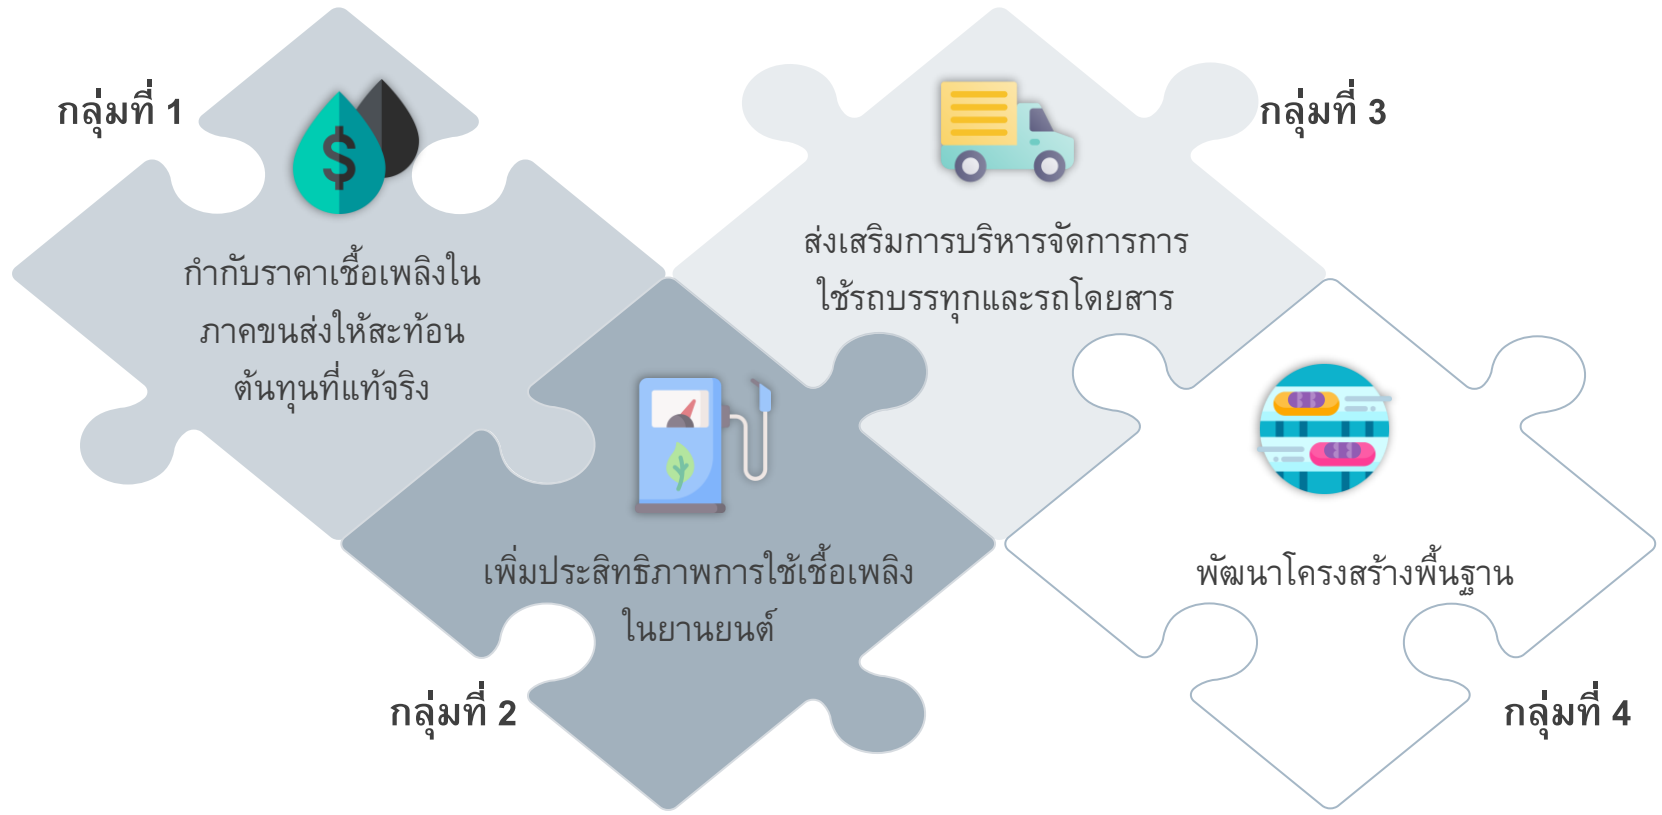 กลุ่มที่ 1
$
กำกับราคาเชื้อเพลิงใน
ภาคขนส่งให้สะท้อน
ต้นทุนที่แท้จริง
กลุ่มที่ 2
เพิ่มประสิทธิภาพการใช้เชื้อเพลิง
ในยานยนต์
กลุ่มที่ 3
ส่งเสริมการบริหารจัดการการ
ใช้รถบรรทุกและรถโดยสาร
กลุ่มที่ 4
พัฒนาโครงสร้างพื้นฐาน